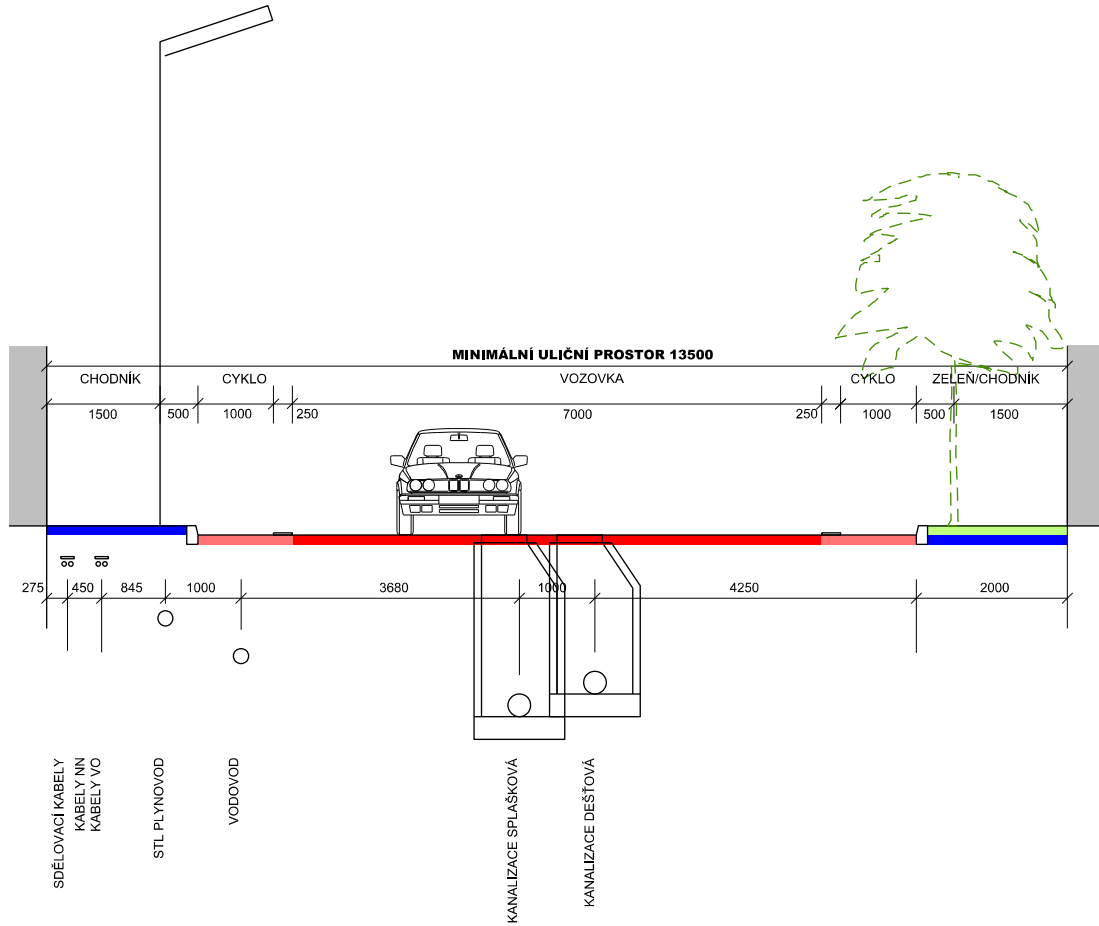 MINIMÁLNÍ ULIČNÍ PROSTOR 13500
CHODNÍK
CYKLO
VOZOVKA
CYKLO
ZELEŇ/CHODNÍK
1500
500
1000
250
7000
250
1000
500
1500
275
450
845
1000
3680
1000
4250
2000
SDĚLOVACÍ KABELY
KABELY NN
KABELY VO
STL PLYNOVOD
VODOVOD
KANALIZACE SPLAŠKOVÁ
KANALIZACE DEŠŤOVÁ